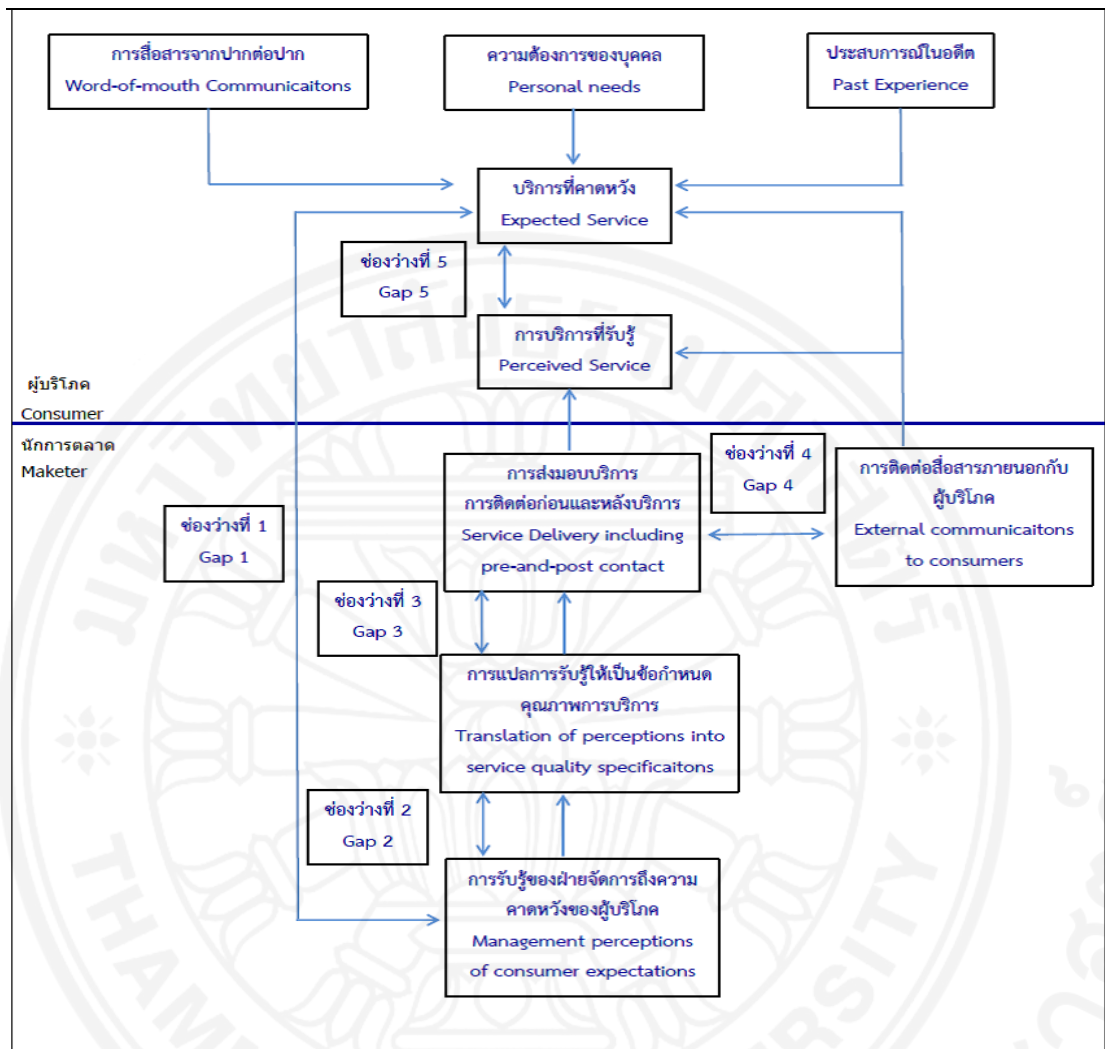 การสื่อสารจากปากต่อปาก
Word-of-mouth Communicaitons
ความต้องการของบุคคล
Personal needs
ประสบการณ์ในอดีต
Past Experience
บริการที่คาดหวัง
Expected Service
ช่องว่างที่ 5
Gap 5
การบริการที่รับรู้
Perceived Service
ผู้บริโภค
Consumer
นักการตลาด
Maketer
การส่งมอบบริการ
การติดต่อก่อนและหลังบริการ
Service Delivery including
pre-and-post contact
ช่องว่างที่ 4
Gap 4
การติดต่อสื่อสารภายนอกกับ
ผู้บริโภค
External communicaitons
to consumers
ช่องว่างที่ 1
Gap 1
ช่องว่างที่ 3
Gap 3
การแปลการรับรู้ให้เป็นข้อกำหนด
คุณภาพการบริการ
Translation of perceptions into
service quality specificaitons
ช่องว่างที่ 2
Gap 2
การรับรู้ของฝ่ายจัดการถึงความ
คาดหวังของผู้บริโภค
Management perceptions
of consumer expectations